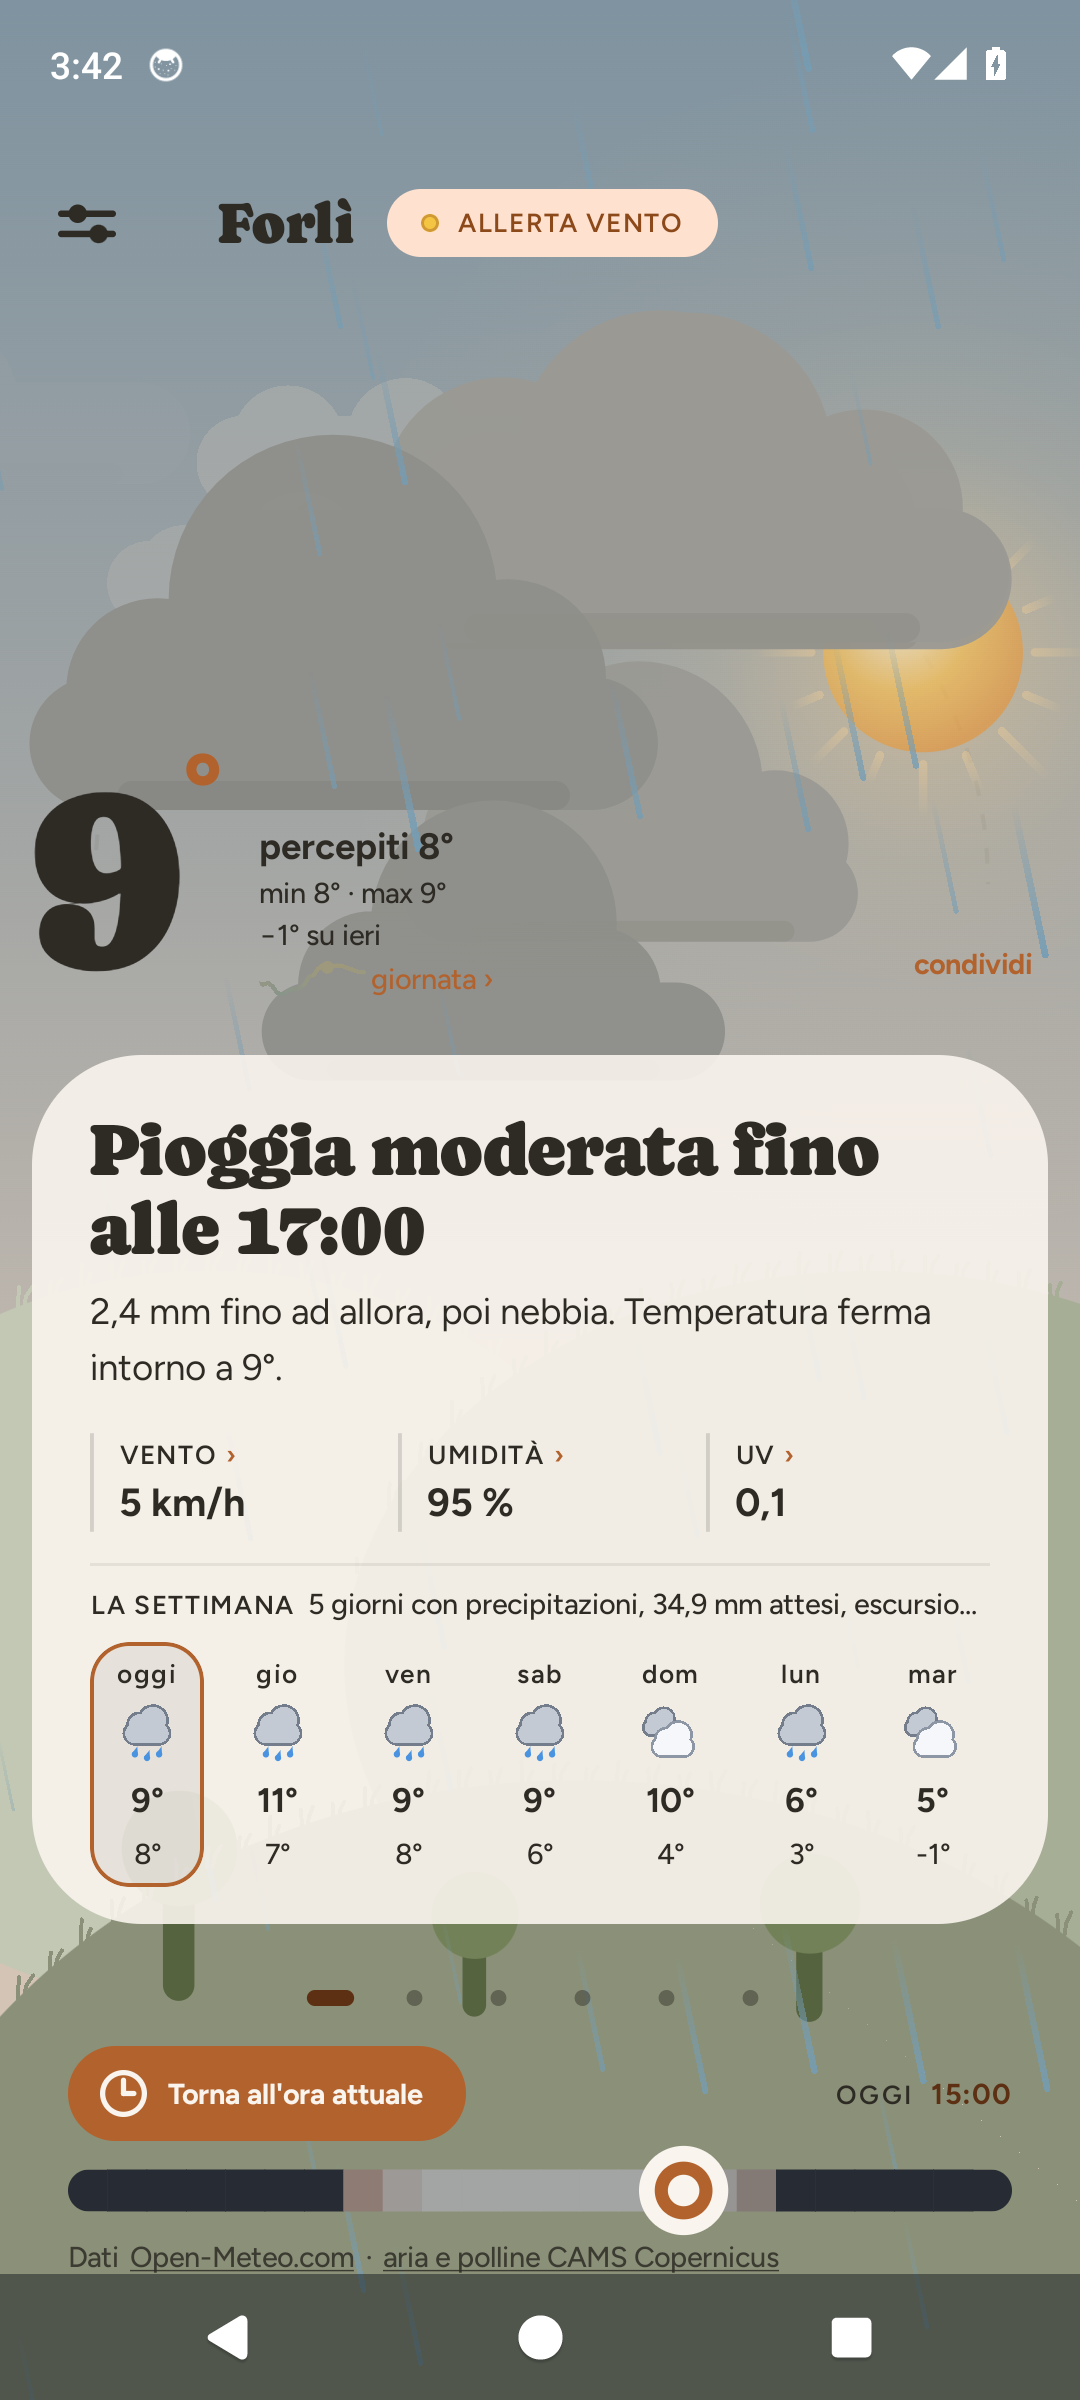 3:42
Forlì
ALLERTA VENTO
9°
percepiti 8°
min 8° · max 9°
−1° su ieri
giornata ›
condividi
Pioggia moderata fino
alle 17:00
2,4 mm fino ad allora, poi nebbia. Temperatura ferma
intorno a 9°.
VENTO › UMIDITÀ › UV ›
5 km/h 95 % 0,1
LA SETTIMANA 5 giorni con precipitazioni, 34,9 mm attesi, escursio...
oggi gio ven sab dom lun mar
9° 11° 9° 9° 10° 6° 5°
8° 7° 8° 6° 4° 3° -1°
Torna all'ora attuale
OGGI 15:00
Dati Open-Meteo.com · aria e polline CAMS Copernicus